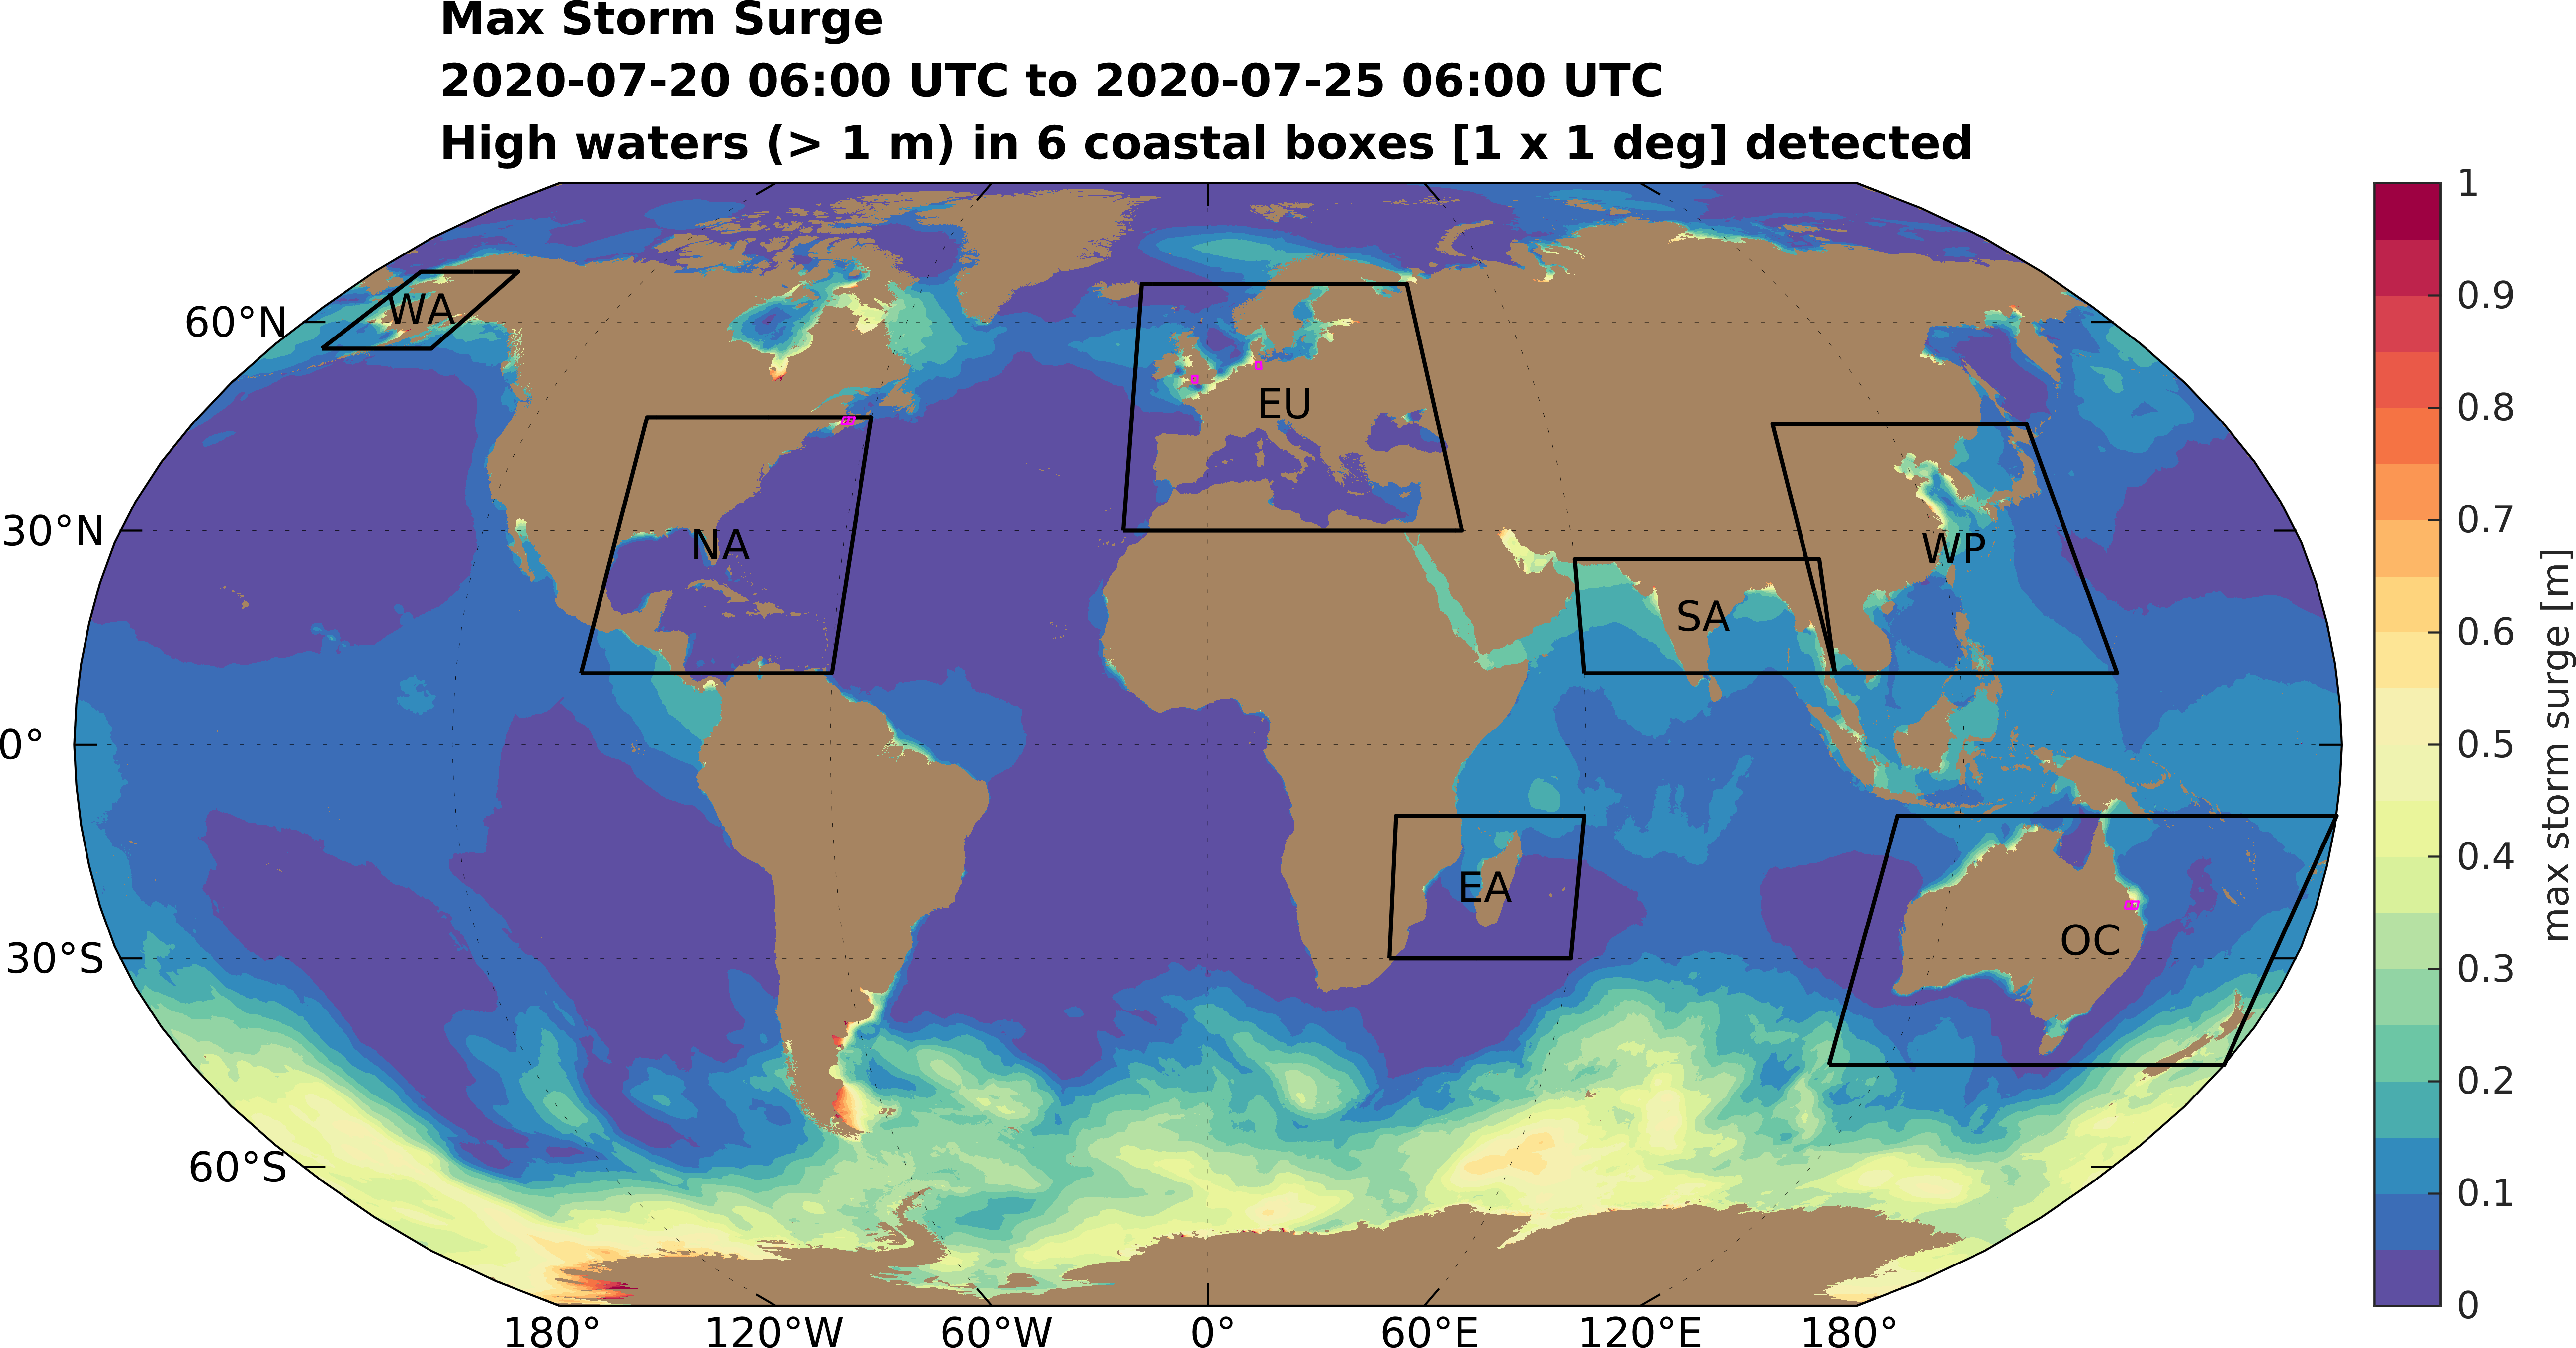 Max Storm Surge
2020-07-20 06:00 UTC to 2020-07-25 06:00 UTC
High waters (> 1 m) in 6 coastal boxes [1 x 1 deg] detected
60°N
30°N
0°
30°S
60°S
WA
NA
EU
SA
WP
EA
OC
180°
120°W
60°W
0°
60°E
120°E
180°
1
0.9
0.8
0.7
0.6
0.5
0.4
0.3
0.2
0.1
0
max storm surge [m]